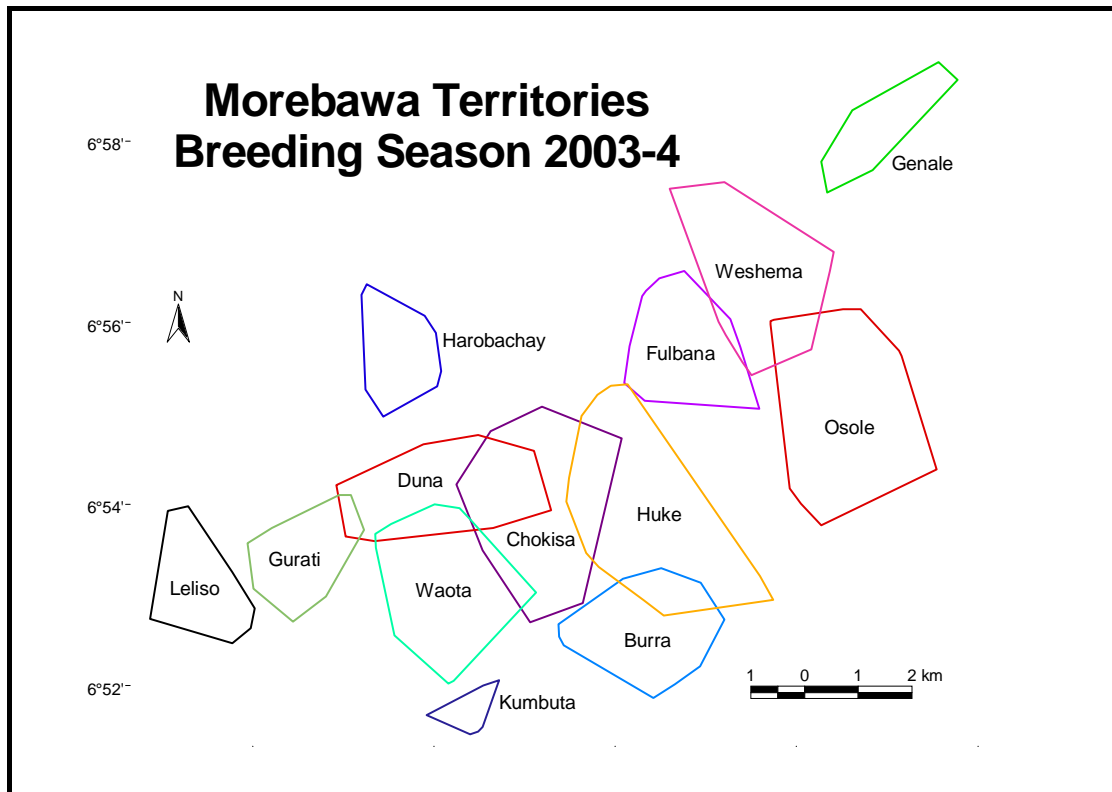 Morebawa Territories
Breeding Season 2003-4
6°58'
Genale
Weshema
N
6°56'
Harobachay
Fulbana
Osole
Duna
6°54'
Huke
Chokisa
Gurati
Leliso
Waota
Burra
6°52'
1 0 1 2 km
Kumbuta